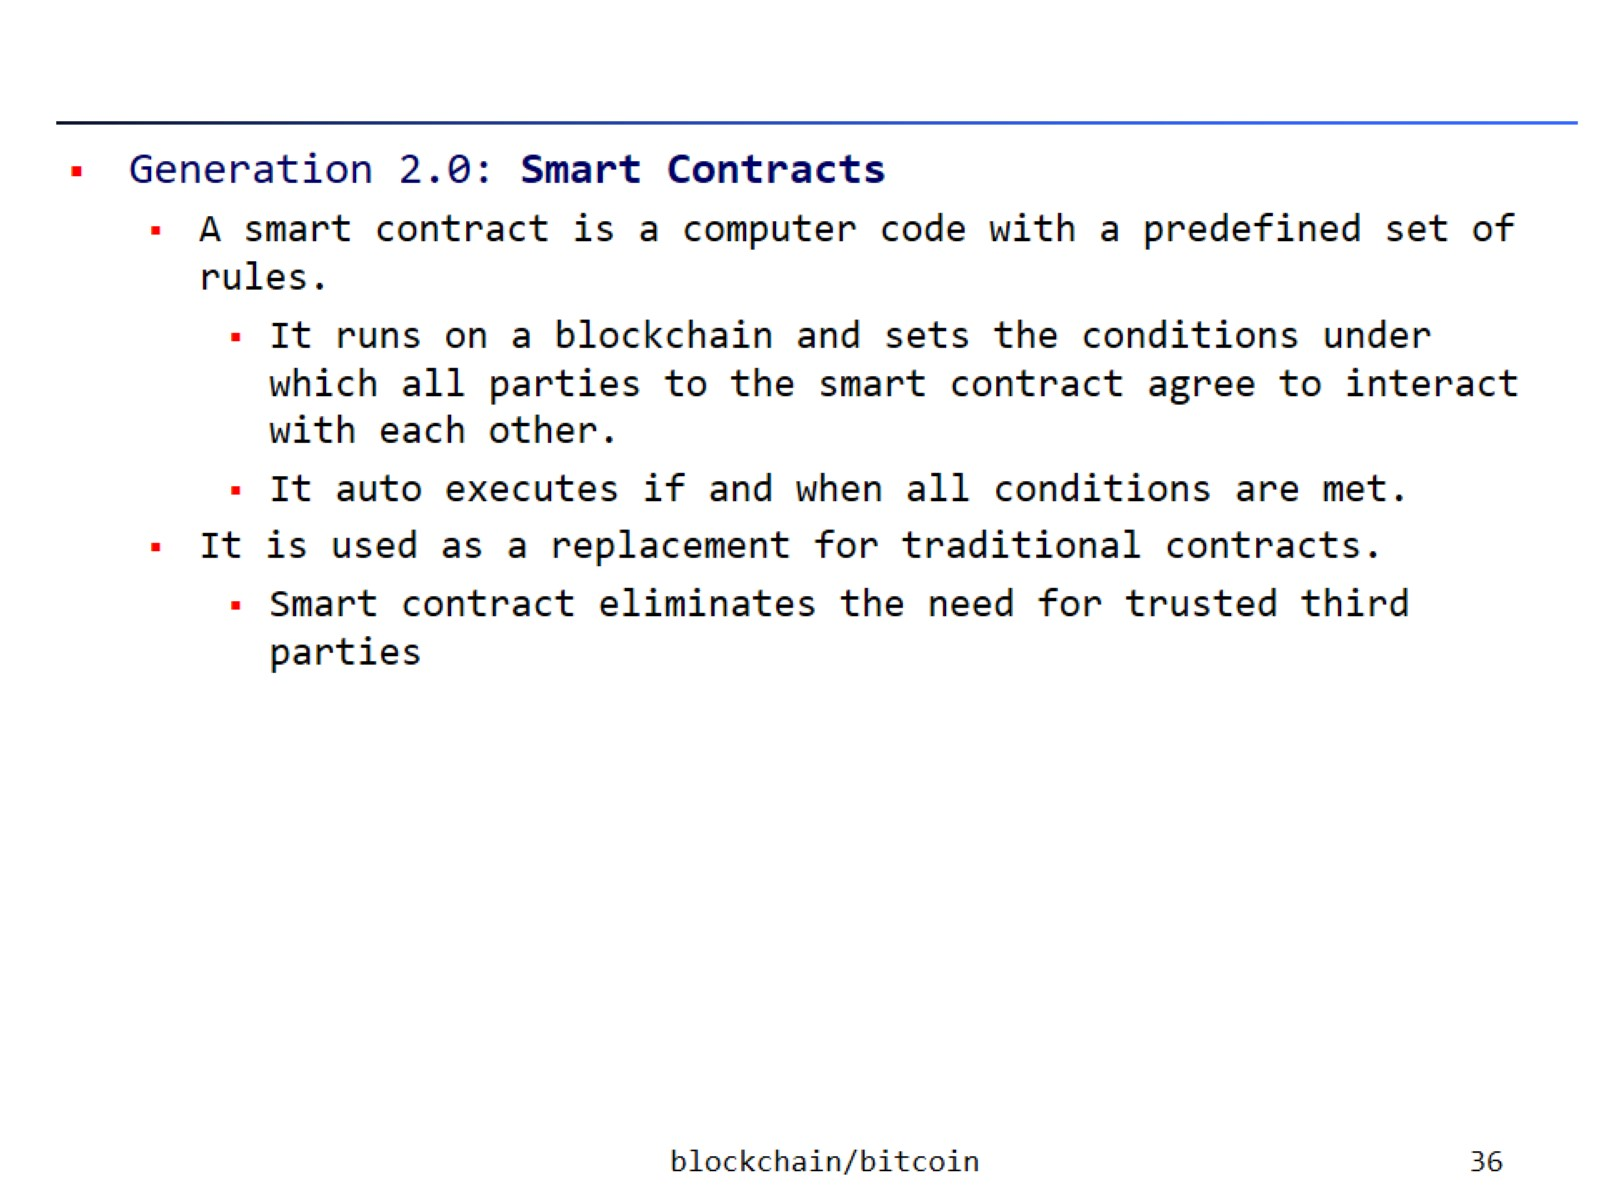 ▪ Generation 2.0: Smart Contracts
▪ A smart contract is a computer code with a predefined set of
rules.
▪ It runs on a blockchain and sets the conditions under
which all parties to the smart contract agree to interact
with each other.
▪ It auto executes if and when all conditions are met.
▪ It is used as a replacement for traditional contracts.
▪ Smart contract eliminates the need for trusted third
parties
blockchain/bitcoin
36